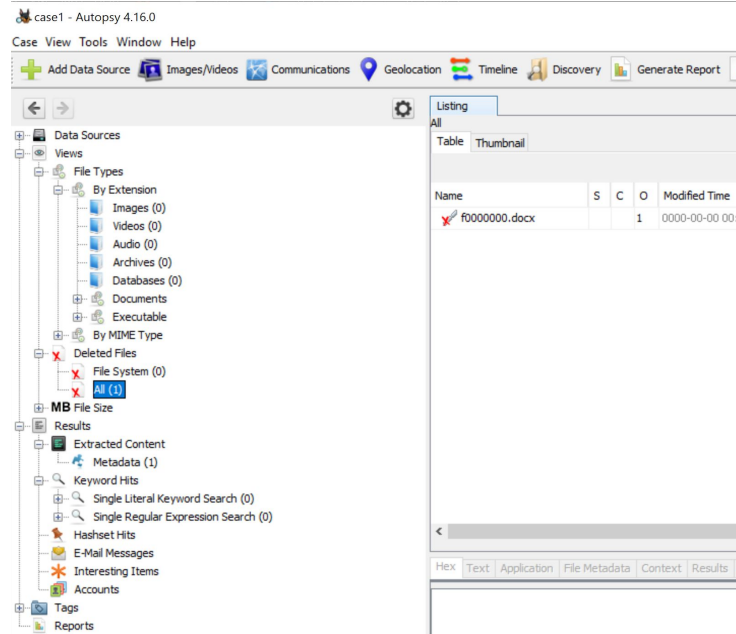 case1 - Autopsy 4.16.0
Case View Tools Window Help
Add Data Source Images/Videos Communications Geolocation Timeline Discovery Generate Report
Listing
All
Table Thumbnail
Name S C O Modified Time
f0000000.docx 1 0000-00-00 00:
Data Sources
Views
File Types
By Extension
Images (0)
Videos (0)
Audio (0)
Archives (0)
Databases (0)
Documents
Executable
By MIME Type
Deleted Files
File System (0)
All (1)
MB File Size
Results
Extracted Content
Metadata (1)
Keyword Hits
Single Literal Keyword Search (0)
Single Regular Expression Search (0)
Hashset Hits
E-Mail Messages
Interesting Items
Accounts
Tags
Reports
Hex Text Application File Metadata Context Results